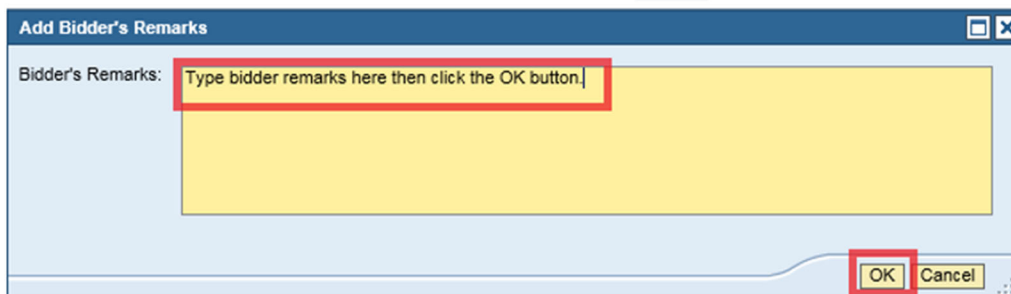 Add Bidder's Remarks
Bidder's Remarks: Type bidder remarks here then click the OK button.
OK Cancel